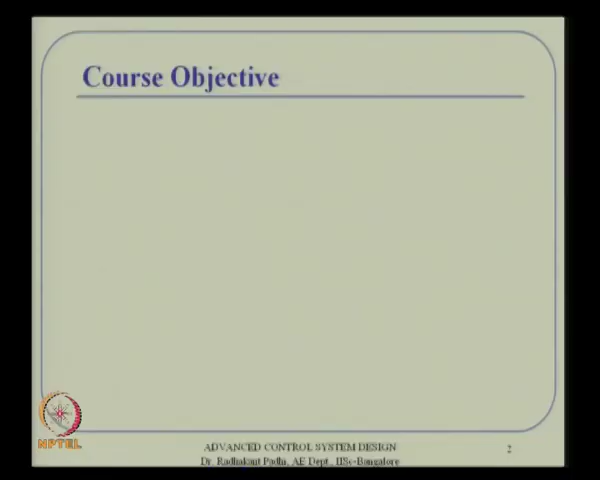 Course Objective
NPTEL
ADVANCED CONTROL SYSTEM DESIGN
Dr. Radhakant Padhi, AE Dept., IISc-Bangalore
2